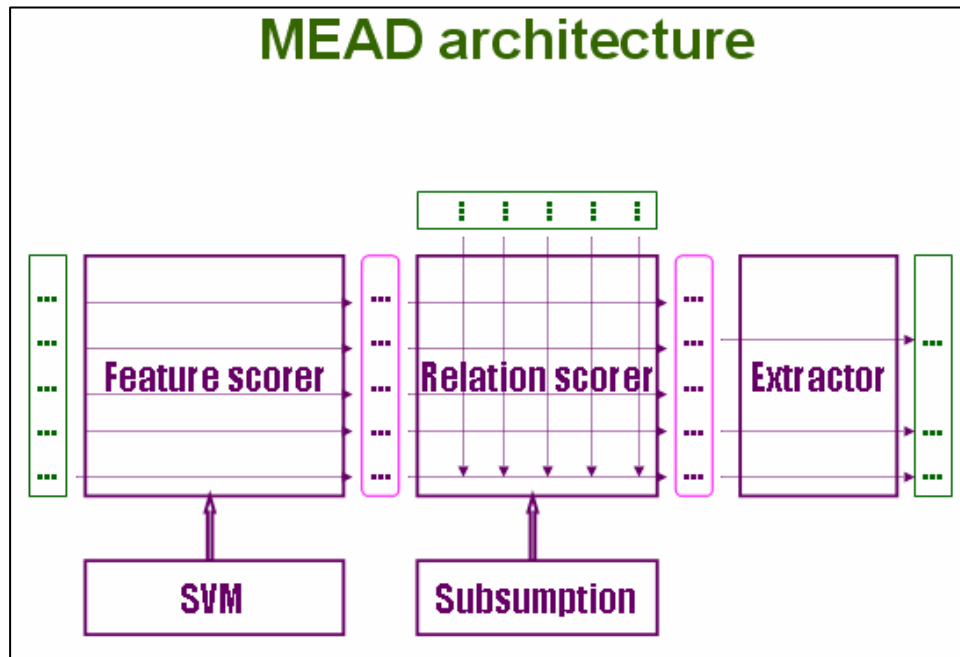 MEAD architecture
Feature scorer
Relation scorer
Extractor
SVM
Subsumption